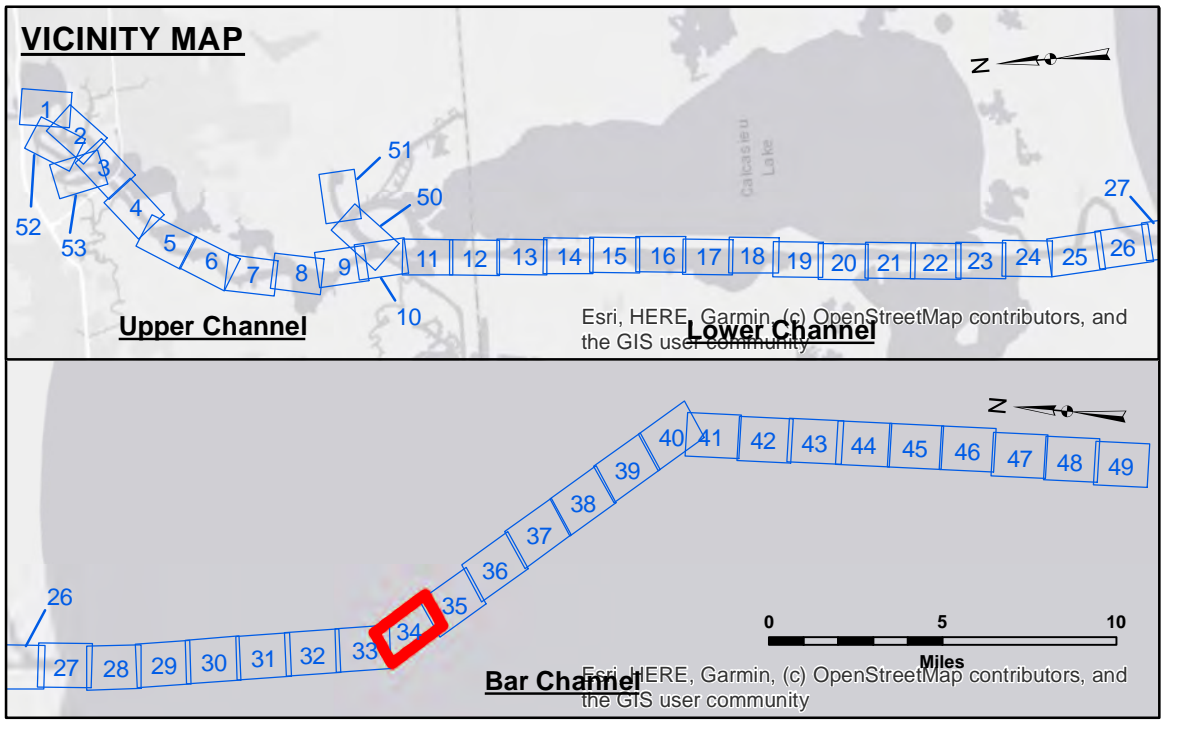 VICINITY MAP
N
1
2
3
4
5
6
7
8
9
10
11 12 13 14 15 16 17 18 19 20 21 22 23 24 25 26
27
50
51
52
53
Calcasieu
Lake
Upper Channel
Lower Channel
Esri, HERE, Garmin, (c) OpenStreetMap contributors, and
the GIS user community
N
26
27 28 29 30 31 32 33 34 35 36 37 38 39 40 41 42 43 44 45 46 47 48 49
0 5 10
Miles
Bar Channel
Esri, HERE, Garmin, (c) OpenStreetMap contributors, and
the GIS user community